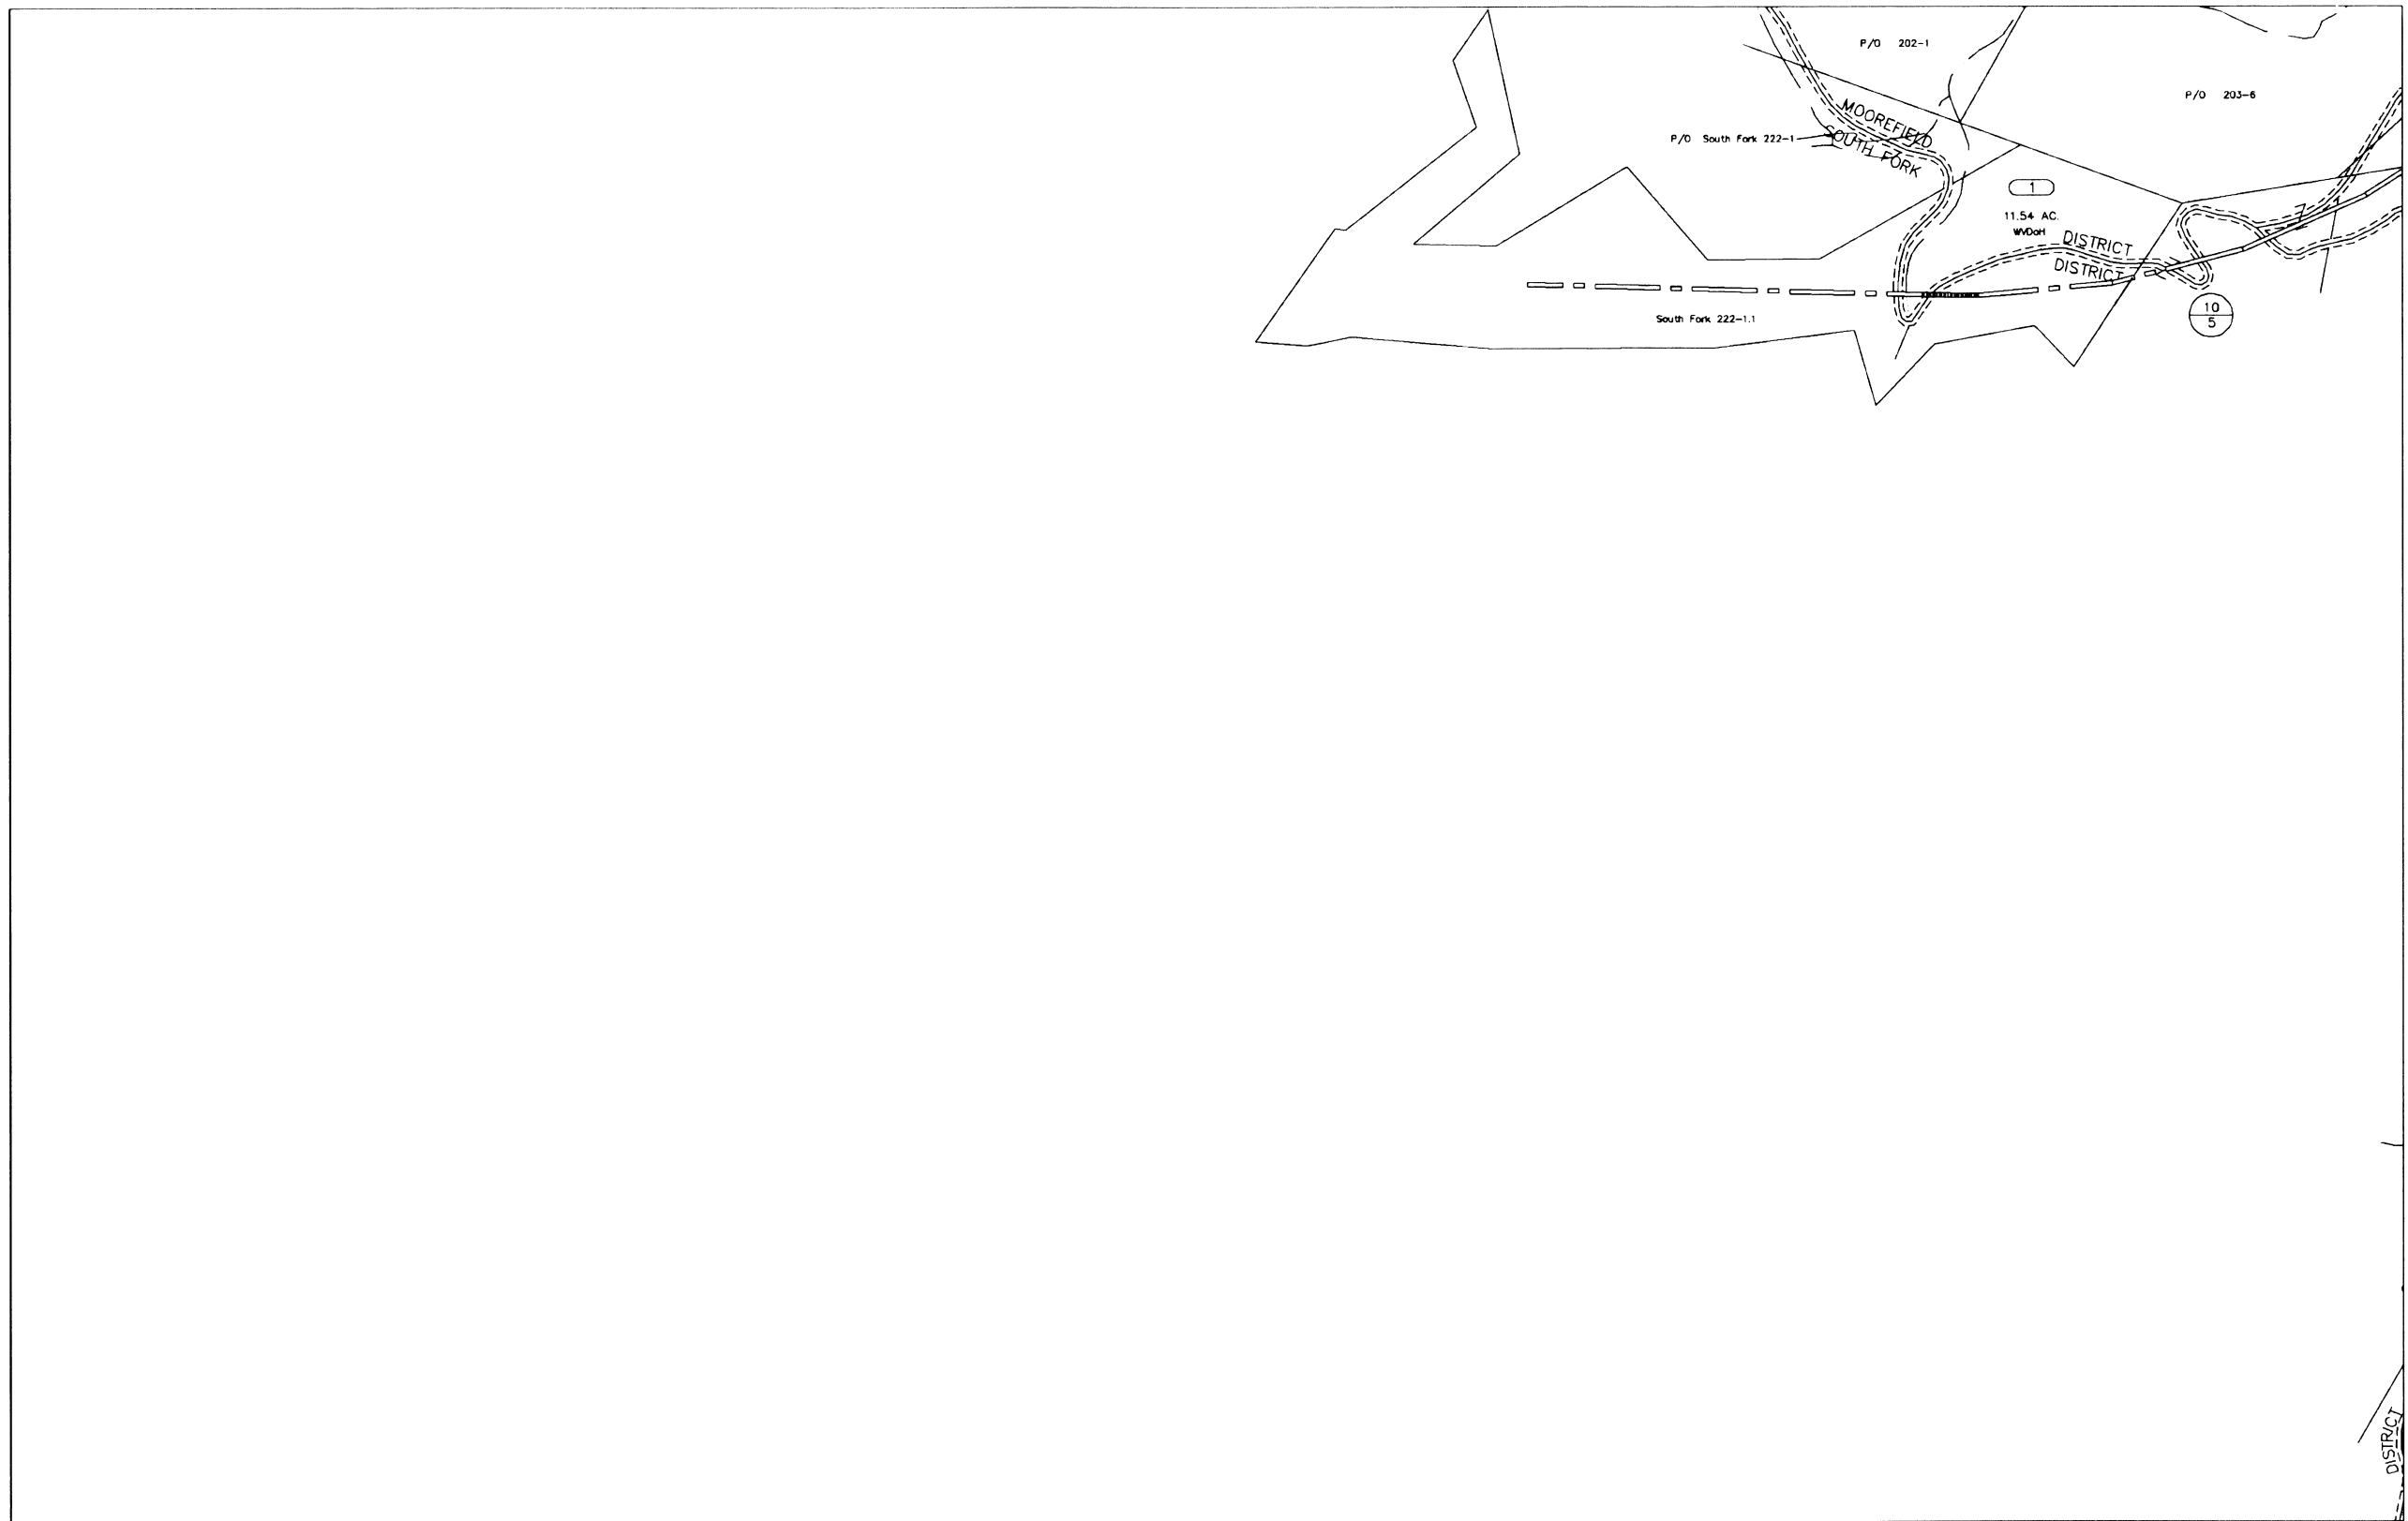 P/O 202-1
P/O 203-6
MOOREFIELD
P/O South Fork 222-1
SOUTH FORK
1
11.54 AC.
WVDoH
DISTRICT
DISTRICT
10
5
South Fork 222-1.1
DISTRICT